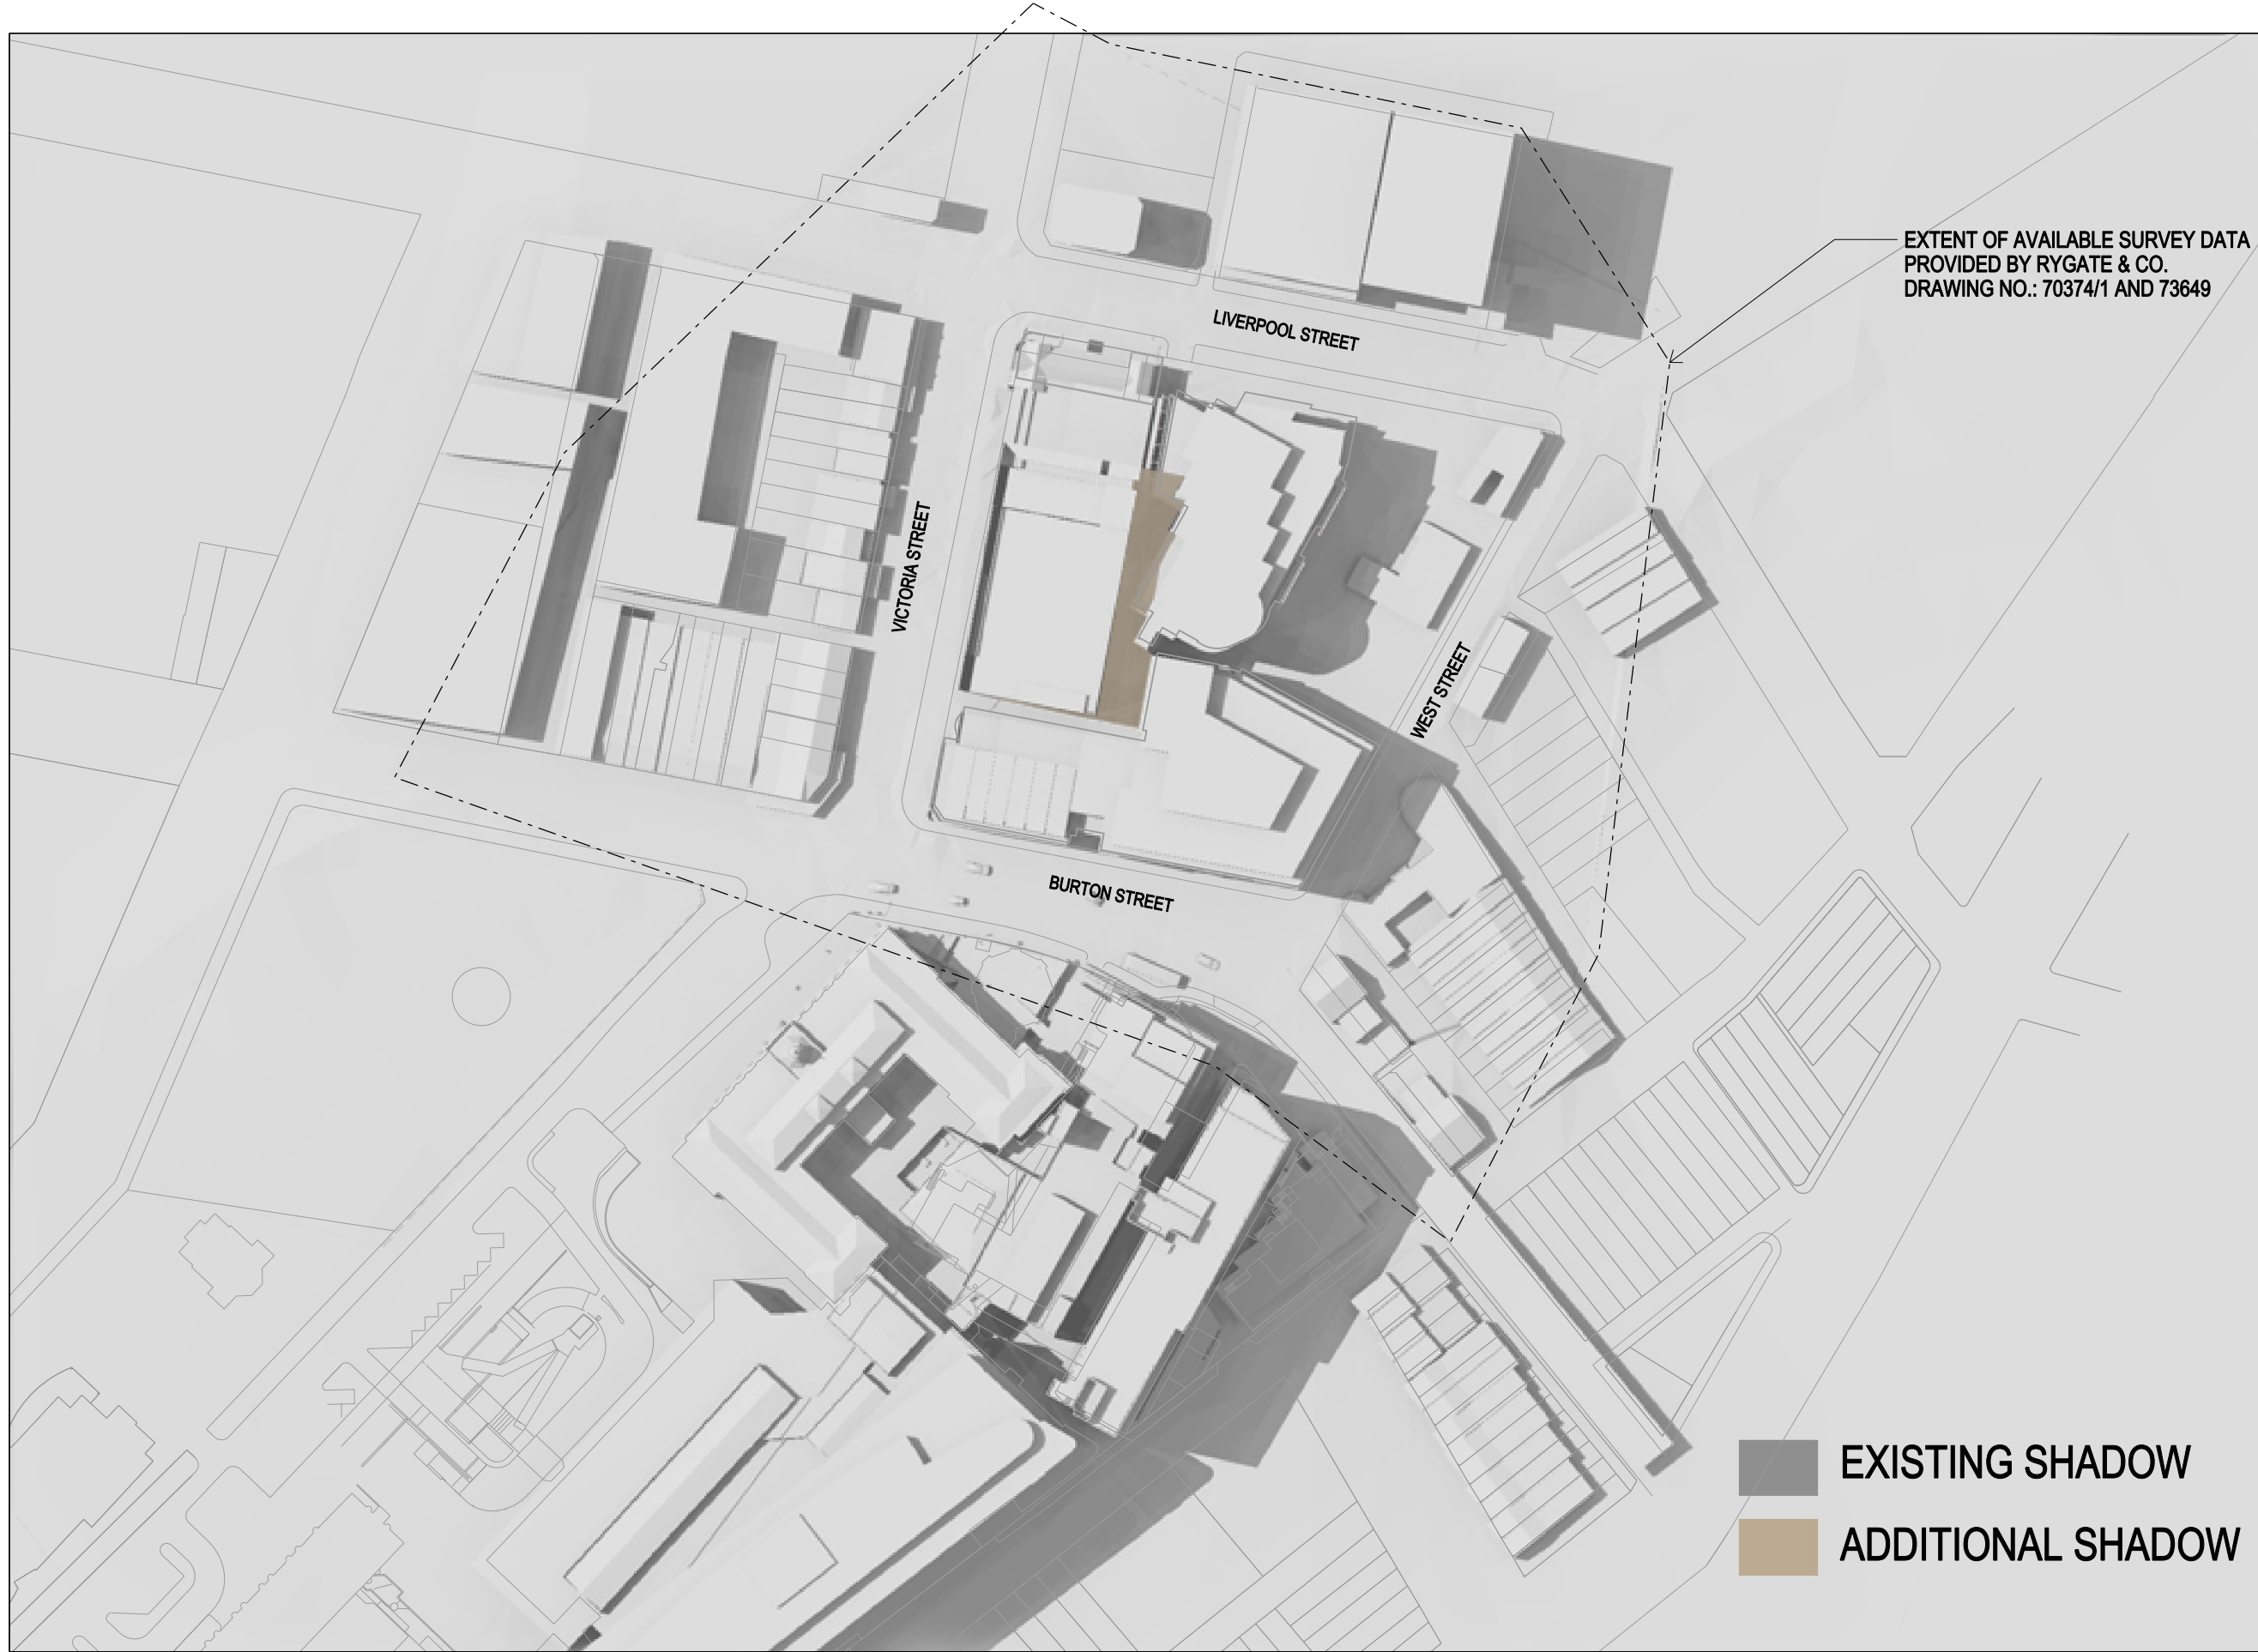 EXTENT OF AVAILABLE SURVEY DATA
PROVIDED BY RYGATE & CO.
DRAWING NO.: 70374/1 AND 73649
LIVERPOOL STREET
VICTORIA STREET
WEST STREET
BURTON STREET
EXISTING SHADOW
ADDITIONAL SHADOW